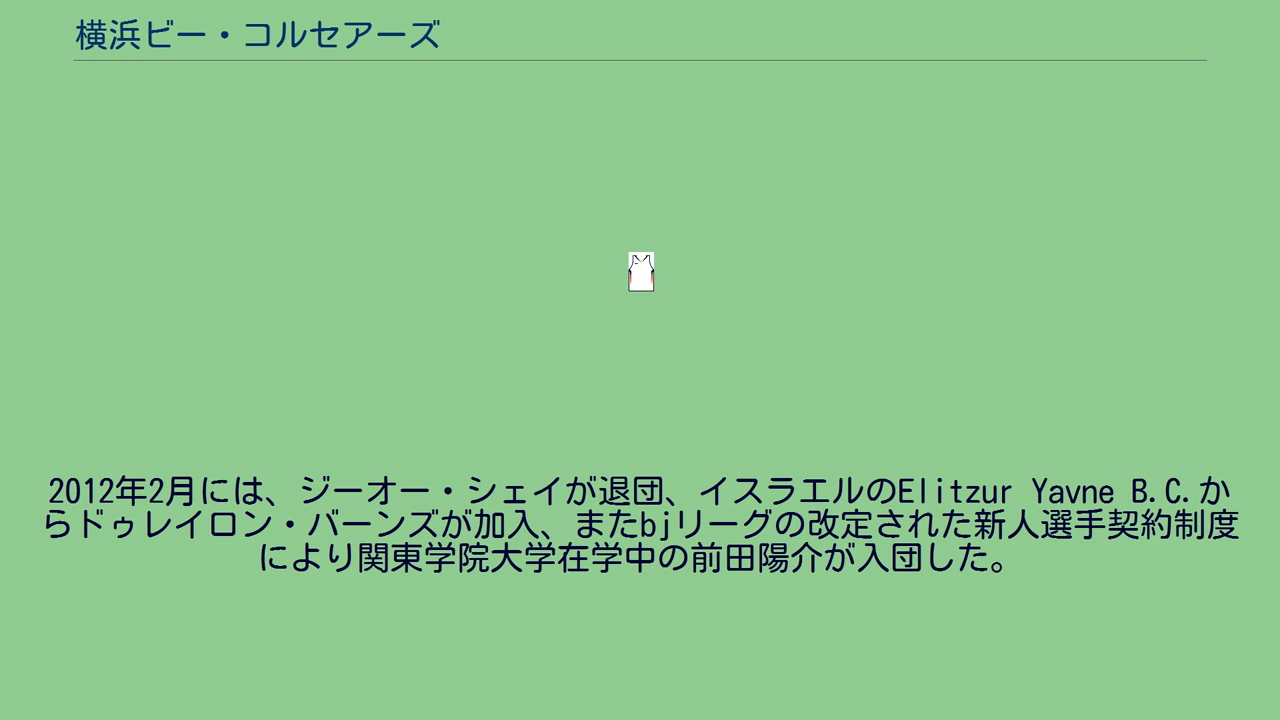 横浜ビー・コルセアーズ
2012年2月には、ジーオー・シェイが退団、イスラエルのElitzur Yavne B.C.か
らドゥレイロン・バーンズが加入、またbjリーグの改定された新人選手契約制度
により関東学院大学在学中の前田陽介が入団した。